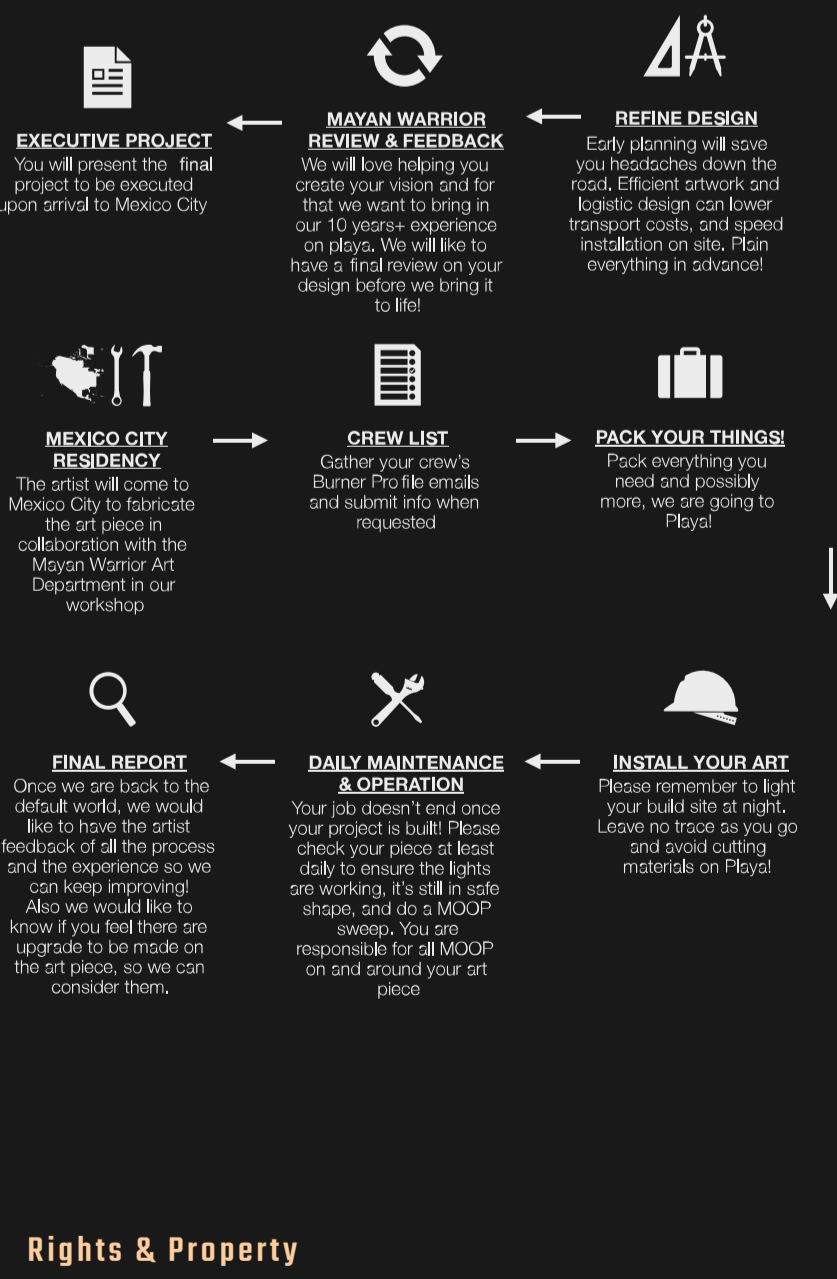 EXECUTIVE PROJECT
You will present the final
project to be executed
upon arrival to Mexico City
MAYAN WARRIOR
REVIEW & FEEDBACK
We will love helping you
create your vision and for
that we want to bring in
our 10 years+ experience
on playa. We will like to
have a final review on your
design before we bring it
to life!
REFINE DESIGN
Early planning will save
you headaches down the
road. Efficient artwork and
logistic design can lower
transport costs, and speed
installation on site. Plain
everything in advance!
MEXICO CITY
RESIDENCY
The artist will come to
Mexico City to fabricate
the art piece in
collaboration with the
Mayan Warrior Art
Department in our
workshop
CREW LIST
Gather your crew's
Burner Profile emails
and submit info when
requested
PACK YOUR THINGS!
Pack everything you
need and possibly
more, we are going to
Playa!
FINAL REPORT
Once we are back to the
default world, we would
like to have the artist
feedback of all the process
and the experience so we
can keep improving!
Also we would like to
know if you feel there are
upgrade to be made on
the art piece, so we can
consider them.
DAILY MAINTENANCE
& OPERATION
Your job doesn't end once
your project is built! Please
check your piece at least
daily to ensure the lights
are working, it's still in safe
shape, and do a MOOP
sweep. You are
responsible for all MOOP
on and around your art
piece
INSTALL YOUR ART
Please remember to light
your build site at night.
Leave no trace as you go
and avoid cutting
materials on Playa!
Rights & Property